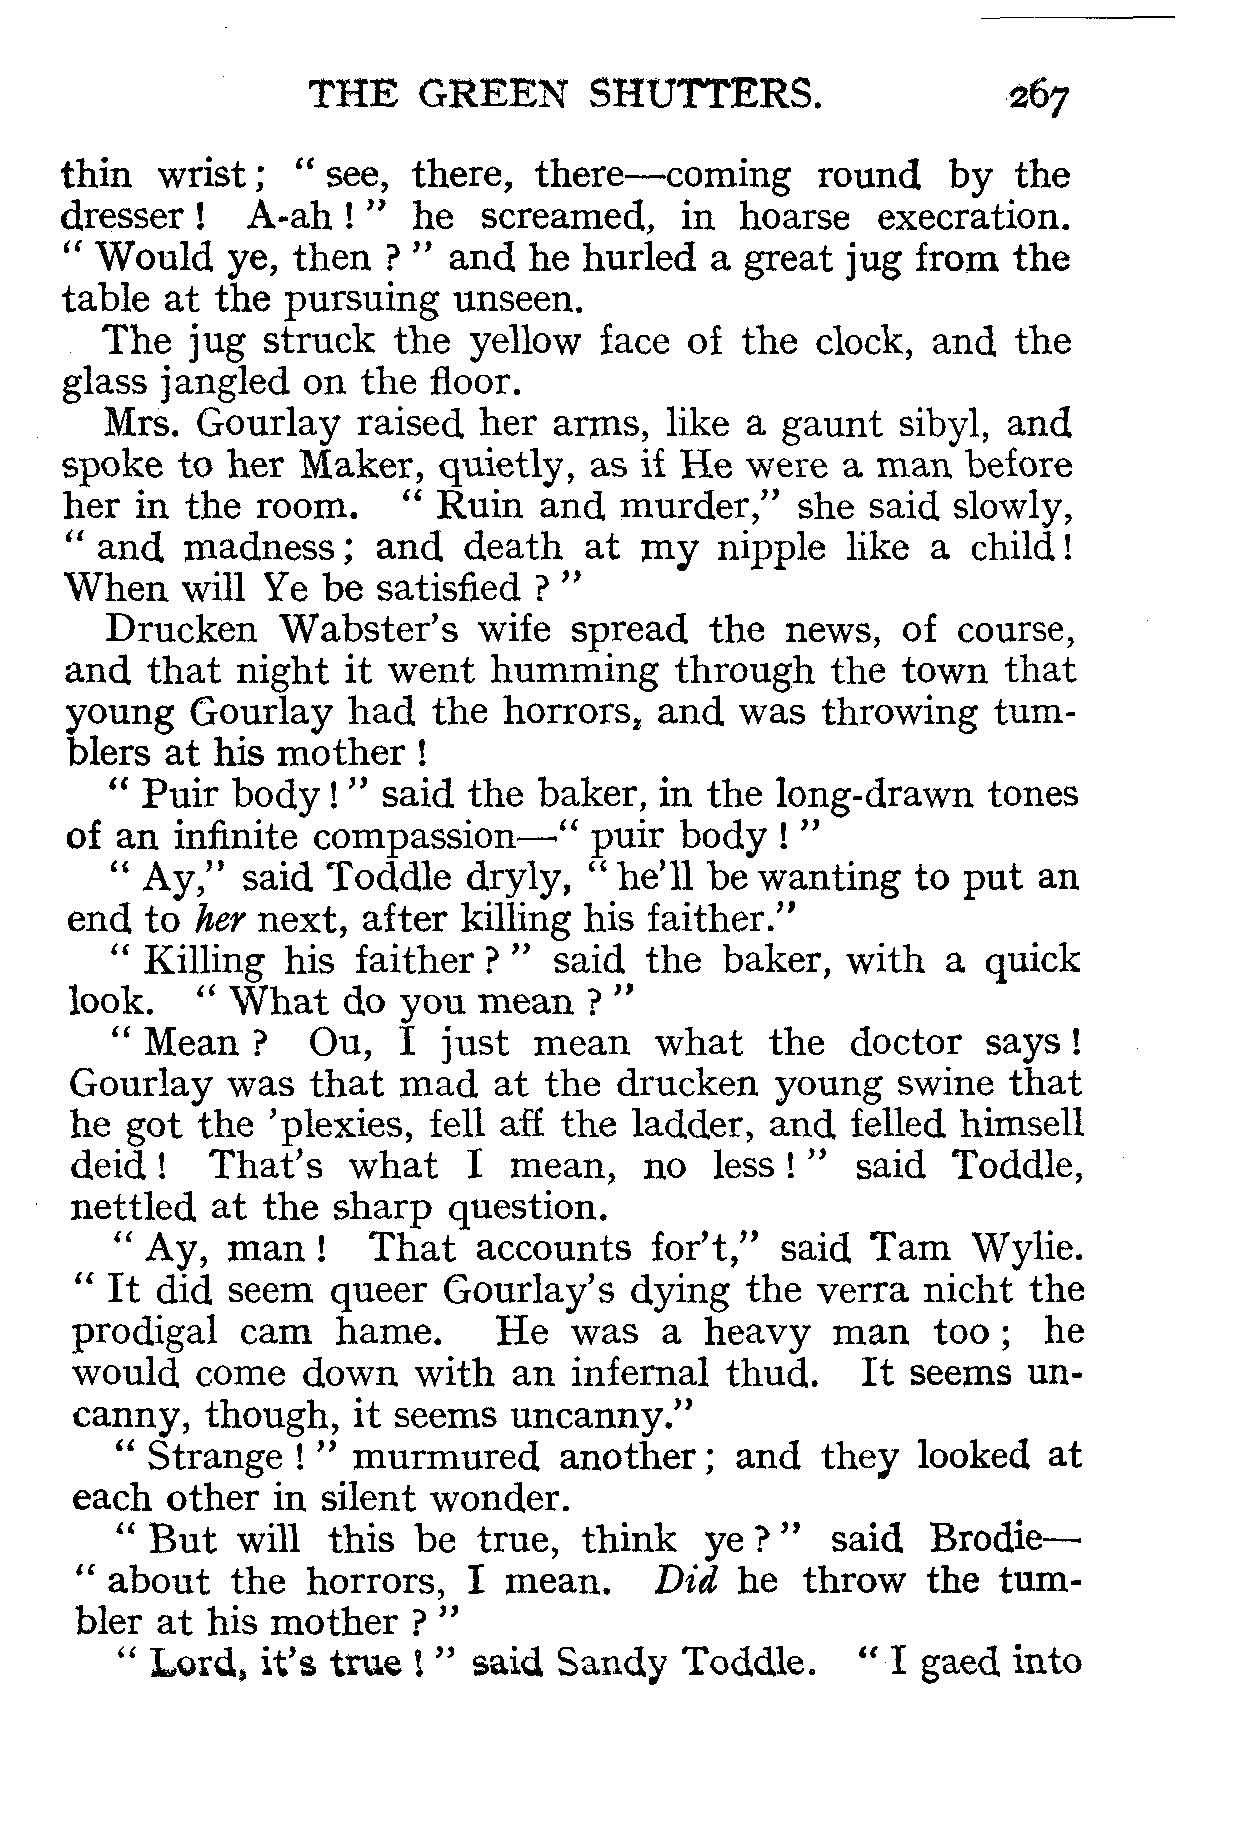 THE GREEN SHUTTERS. 267
thin wrist; " see, there, there—coming round by the
dresser! A-ah!" he screamed, in hoarse execration.
" Would ye, then?" and he hurled a great jug from the
table at the pursuing unseen.
The jug struck the yellow face of the clock, and the
glass jangled on the floor.
Mrs. Gourlay raised her arms, like a gaunt sibyl, and
spoke to her Maker, quietly, as if He were a man before
her in the room. " Ruin and murder," she said slowly,
" and madness; and death at my nipple like a child!
When will Ye be satisfied?"
Drucken Wabster's wife spread the news, of course,
and that night it went humming through the town that
young Gourlay had the horrors, and was throwing tum-
blers at his mother!
" Puir body!" said the baker, in the long-drawn tones
of an infinite compassion—" puir body!"
" Ay," said Toddle dryly, " he'll be wanting to put an
end to her next, after killing his faither."
" Killing his faither?" said the baker, with a quick
look. " What do you mean?"
" Mean? Ou, I just mean what the doctor says!
Gourlay was that mad at the drucken young swine that
he got the 'plexies, fell aff the ladder, and felled himsell
deid! That's what I mean, no less!" said Toddle,
nettled at the sharp question.
" Ay, man! That accounts for't," said Tam Wylie.
" It did seem queer Gourlay's dying the verra nicht the
prodigal cam hame. He was a heavy man too; he
would come down with an infernal thud. It seems un-
canny, though, it seems uncanny."
" Strange!" murmured another; and they looked at
each other in silent wonder.
" But will this be true, think ye?" said Brodie—
" about the horrors, I mean. Did he throw the tum-
bler at his mother?"
" Lord, it's true!" said Sandy Toddle. " I gaed into